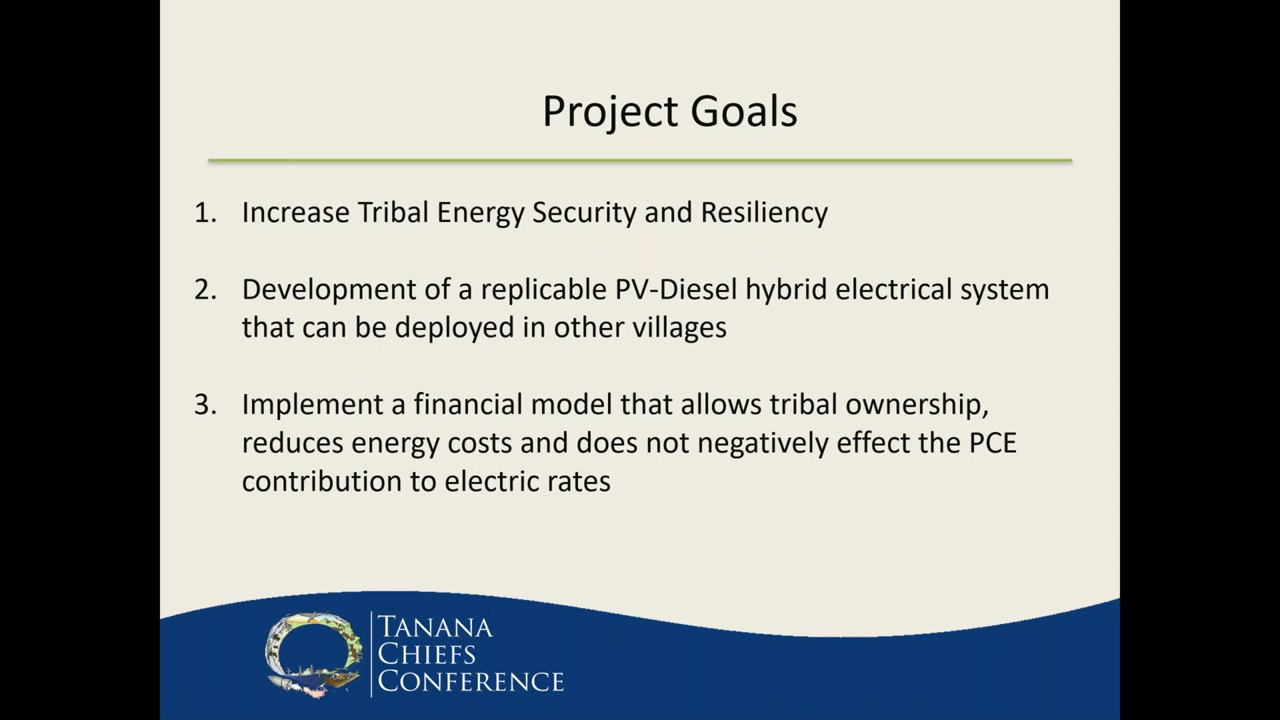 Project Goals
1. Increase Tribal Energy Security and Resiliency
2. Development of a replicable PV-Diesel hybrid electrical system
that can be deployed in other villages
3. Implement a financial model that allows tribal ownership,
reduces energy costs and does not negatively effect the PCE
contribution to electric rates
TANANA
CHIEFS
CONFERENCE